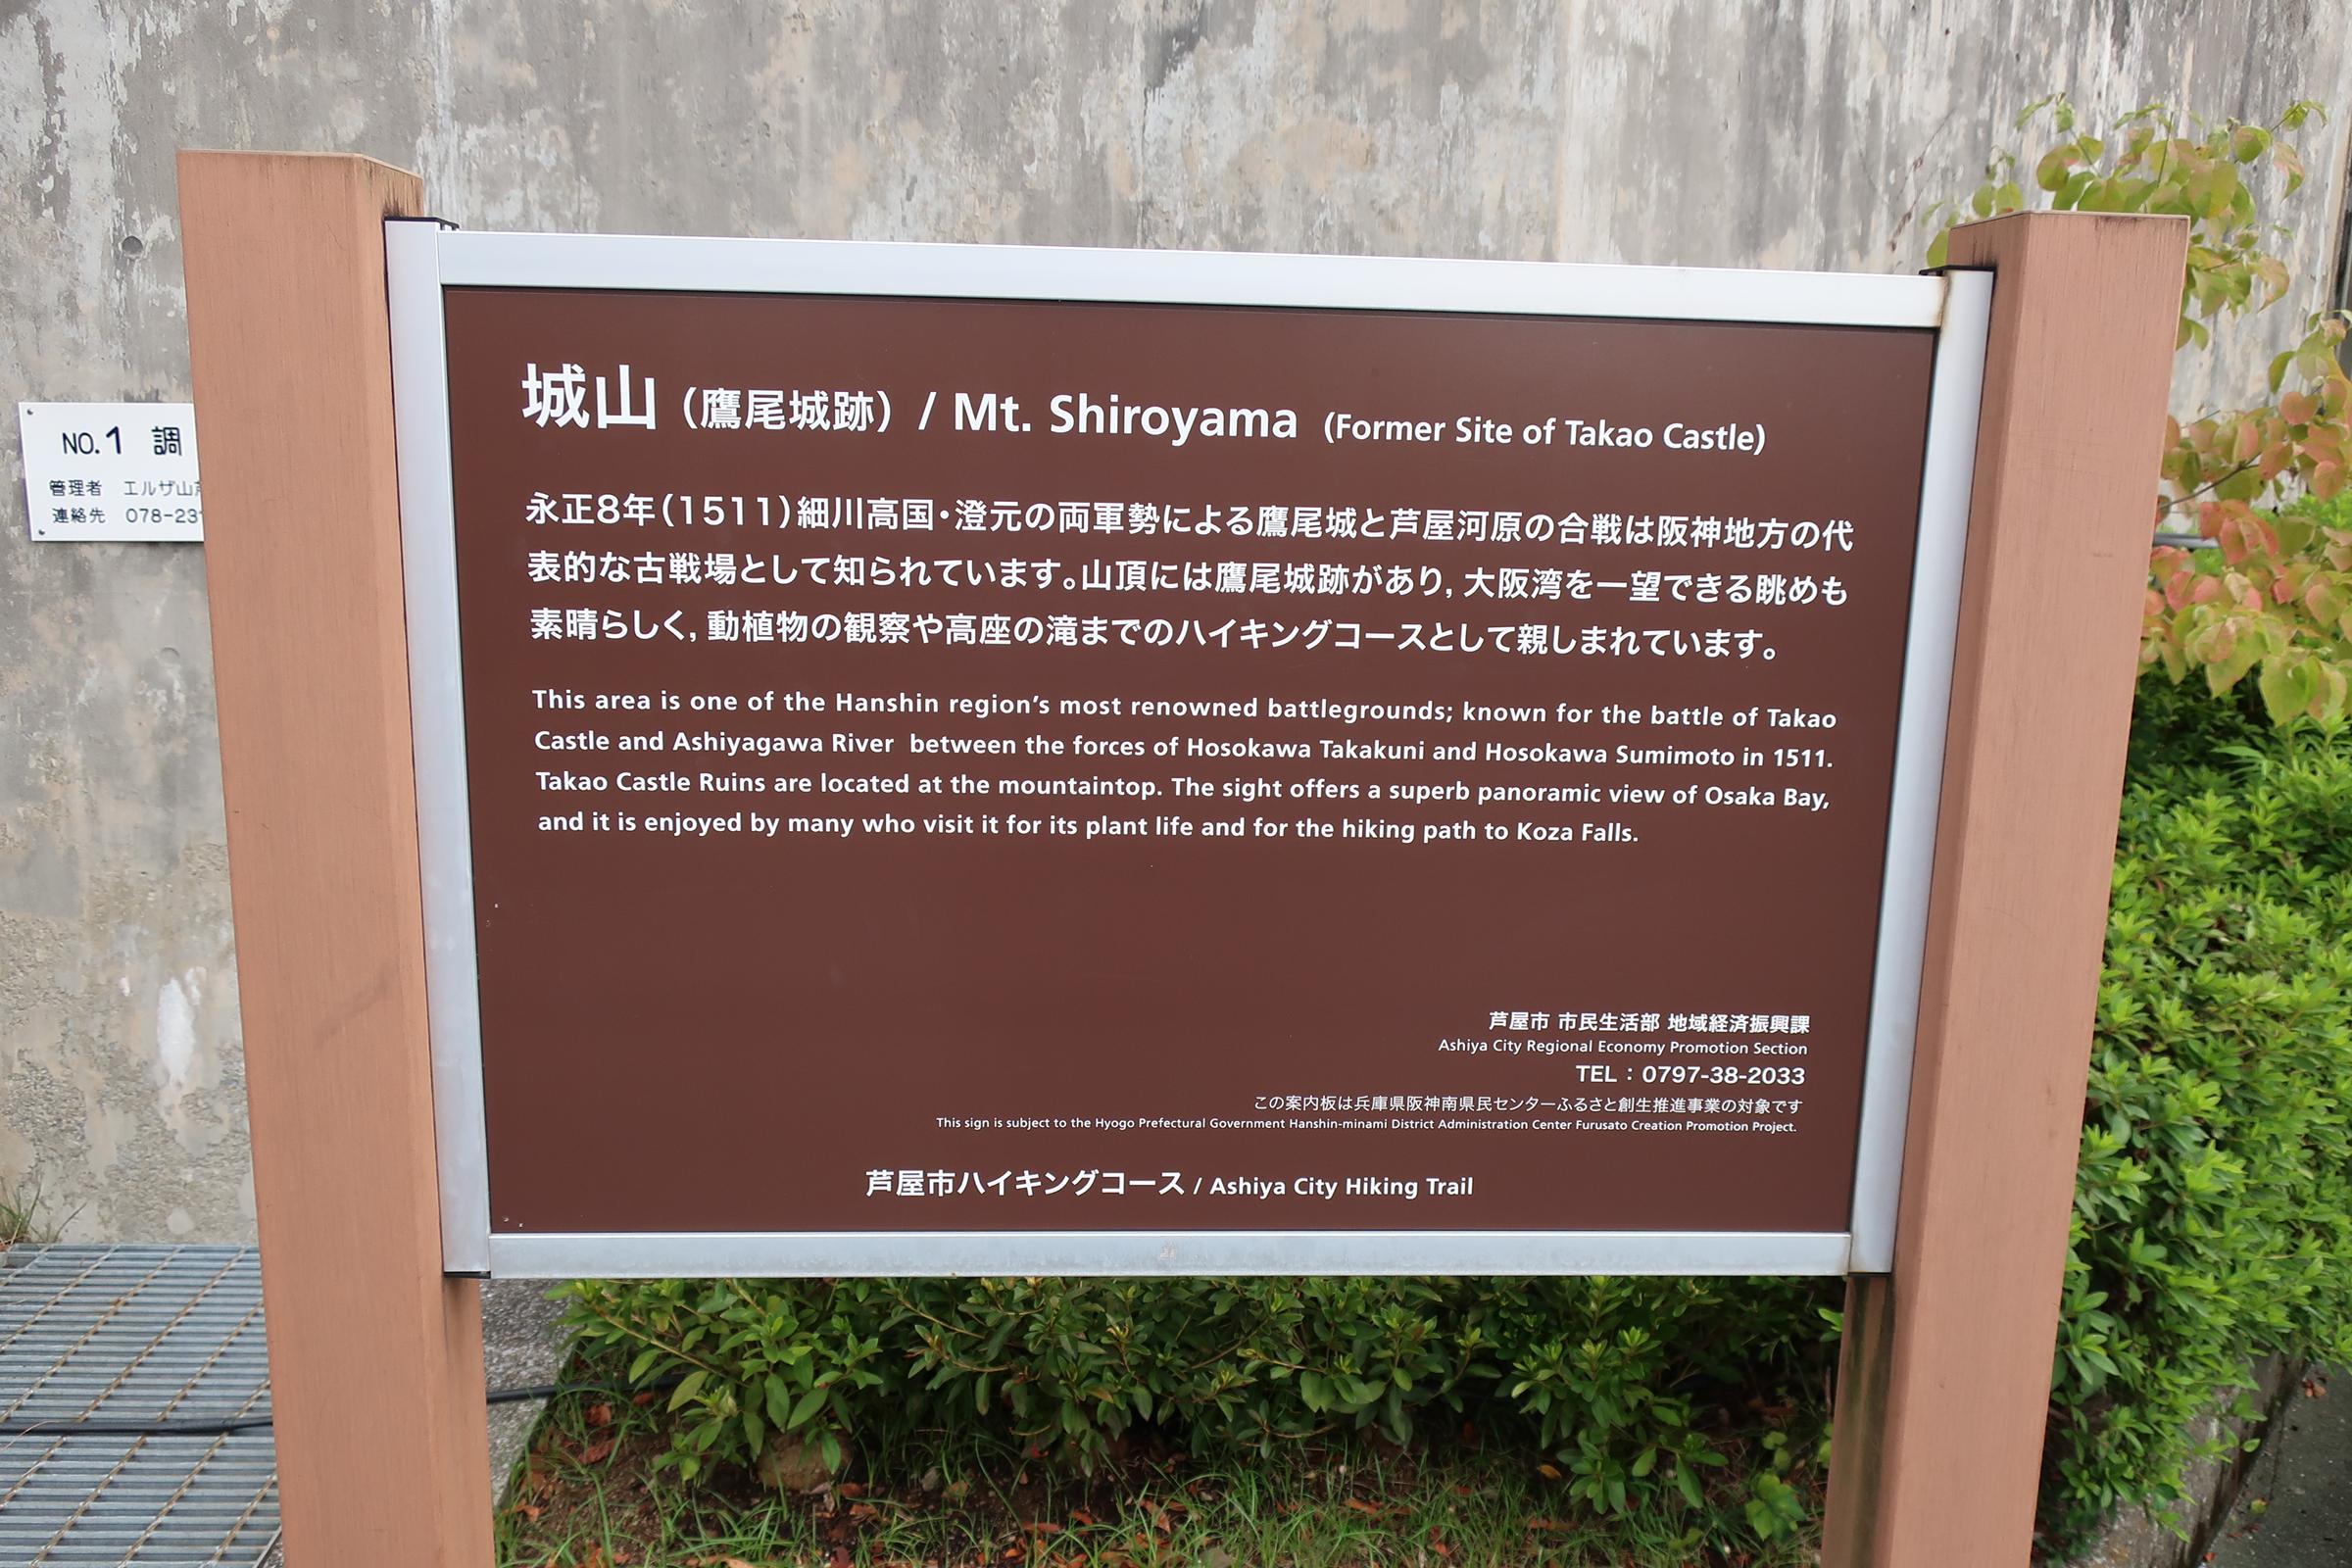 城山（鷹尾城跡）/ Mt. Shiroyama (Former Site of Takao Castle)
永正8年（1511）細川高国・澄元の両軍勢による鷹尾城と芦屋河原の合戦は阪神地方の代
表的な古戦場として知られています。山頂には鷹尾城跡があり，大阪湾を一望できる眺めも
素晴らしく，動植物の観察や高座の滝までのハイキングコースとして親しまれています。
This area is one of the Hanshin region's most renowned battlegrounds; known for the battle of Takao
Castle and Ashiyagawa River between the forces of Hosokawa Takakuni and Hosokawa Sumimoto in 1511.
Takao Castle Ruins are located at the mountaintop. The sight offers a superb panoramic view of Osaka Bay,
and it is enjoyed by many who visit it for its plant life and for the hiking path to Koza Falls.
芦屋市 市民生活部 地域経済振興課
Ashiya City Regional Economy Promotion Section
TEL：0797-38-2033
この案内板は兵庫県阪神南県民センターふるさと創生推進事業の対象です
This sign is subject to the Hyogo Prefectural Government Hanshin-minami District Administration Center Furusato Creation Promotion Project.
芦屋市ハイキングコース / Ashiya City Hiking Trail
NO.1 調
管理者 エルザ山
連絡先 078-23